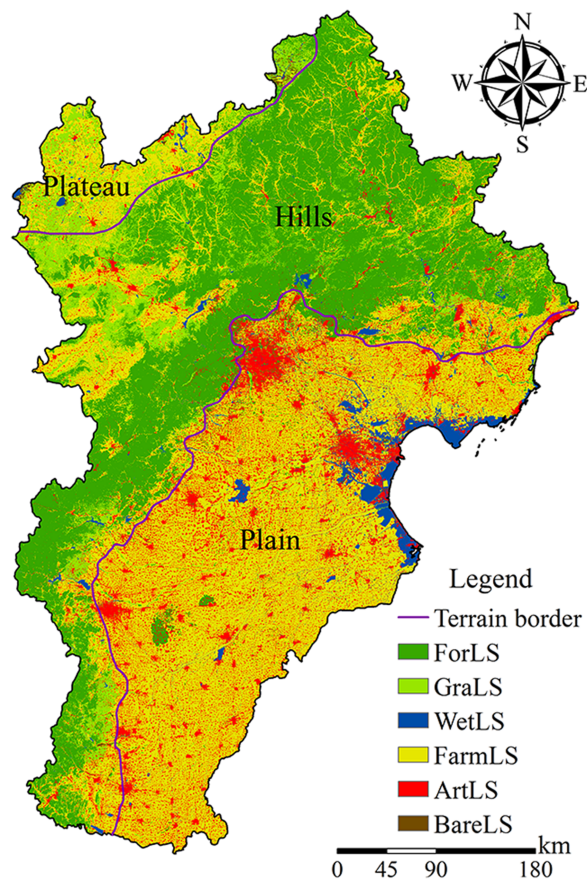 N
W E
S
Plateau
Hills
Plain
Legend
Terrain border
ForLS
GraLS
WetLS
FarmLS
ArtLS
BareLS
km
0 45 90 180